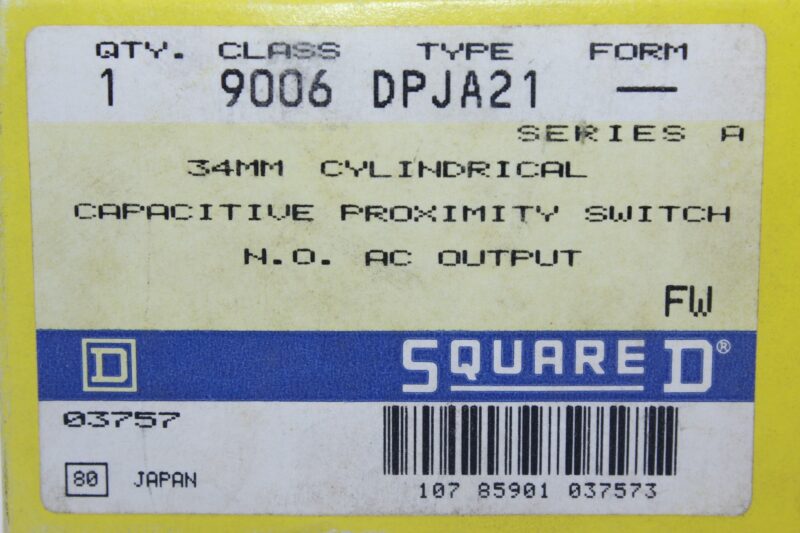 QTY. CLASS TYPE FORM
1 9006 DPJA21 —
SERIES A
34MM CYLINDRICAL
CAPACITIVE PROXIMITY SWITCH
N.O. AC OUTPUT
FW
D SQUARE D®
03757
80 JAPAN
107 85901 037573